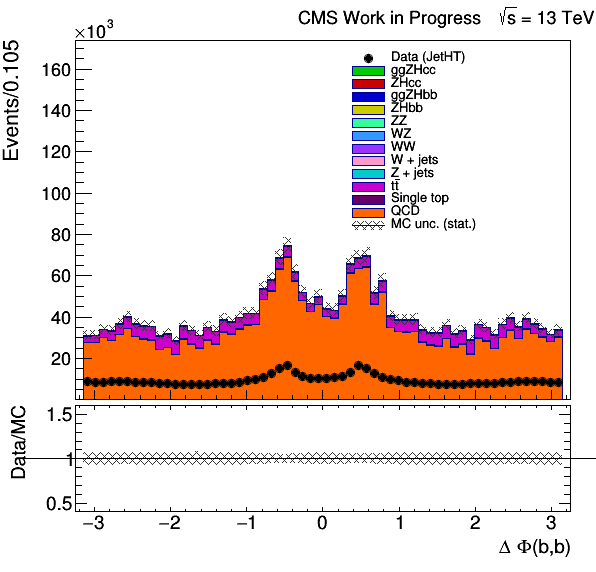 CMS Work in Progress √s = 13 TeV
×10³
Events/0.105
160
140
120
100
80
60
40
20
Data (JetHT)
ggZHcc
ZHcc
ggZHbb
ZHbb
ZZ
WZ
WW
W + jets
Z + jets
tt̄
Single top
QCD
MC unc. (stat.)
Data/MC
1.5
1
0.5
−3 −2 −1 0 1 2 3
Δ Φ(b,b)